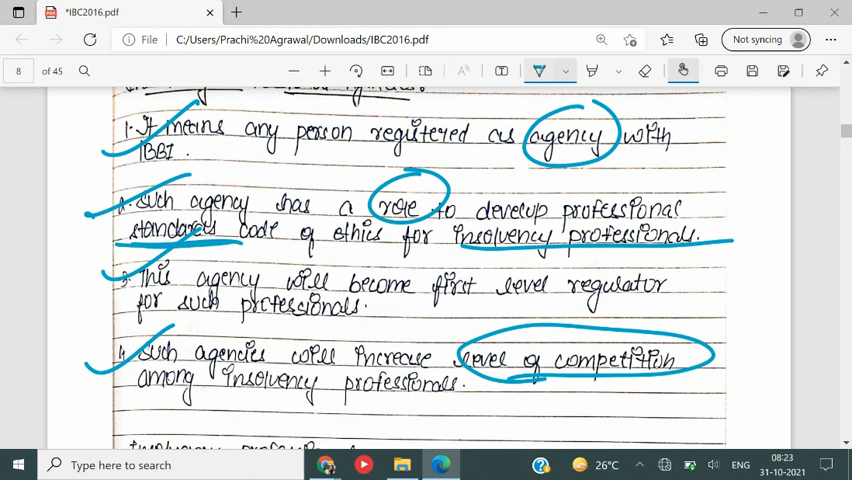 *IBC2016.pdf
File C:/Users/Prachi%20Agrawal/Downloads/IBC2016.pdf Not syncing
8 of 45
1. It means any person registered as agency with
IBBI.
2. Such agency has a role to develop professional
standards code of ethics for insolvency professionals.
3. This agency will become first level regulator
for such professionals.
4. Such agencies will increase level of competition
among insolvency professionals.
Type here to search 26°C ENG 08:23
31-10-2021